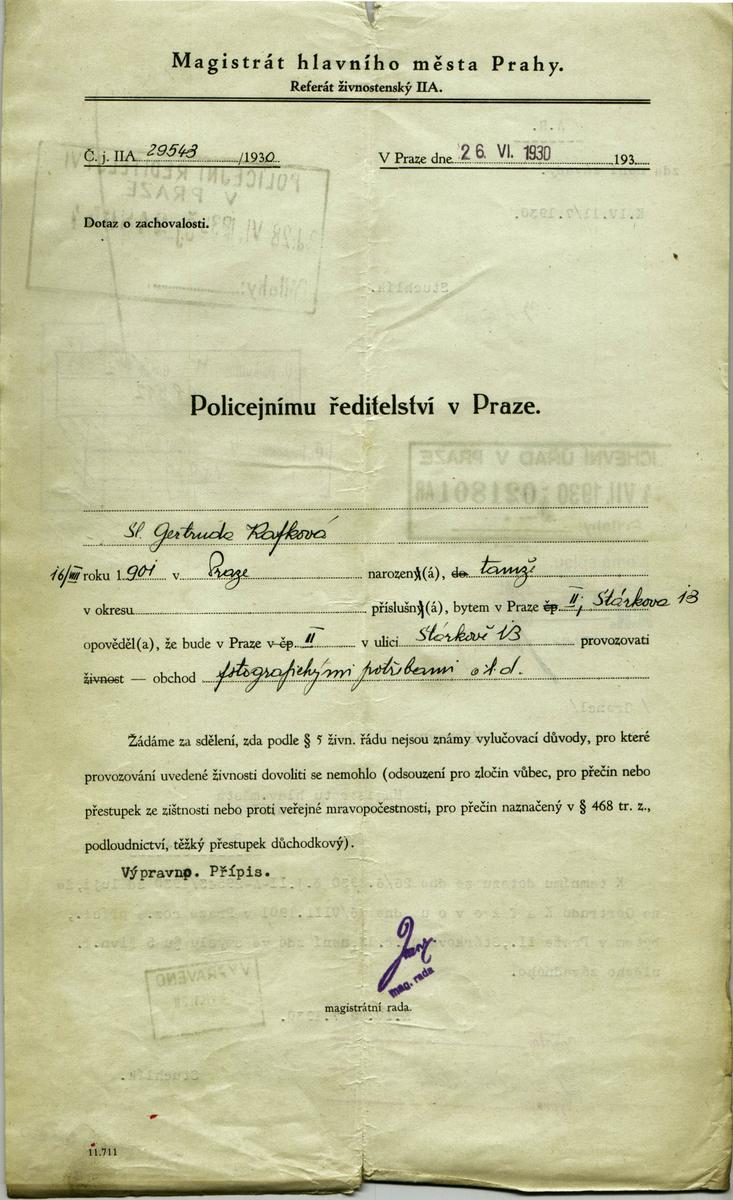 Magistrát hlavního města Prahy.
Referát živnostenský IIA.
Č. j. IIA 29543 /1930. V Praze dne 26. VI. 1930 193
Dotaz o zachovalosti.
Policejnímu ředitelství v Praze.
Sl. Gertruda Kafková
16/VIII roku 1901 v Praze narozený(á), do tamže
v okresu příslušný(á), bytem v Praze čp II, Stárkova 13
opověděl(a), že bude v Praze v čp II v ulici Stárkově 13 provozovati
živnost — obchod fotografickými potřebami atd.
Žádáme za sdělení, zda podle § 5 živn. řádu nejsou známy vylučovací důvody, pro které
provozování uvedené živnosti dovoliti se nemohlo (odsouzení pro zločin vůbec, pro přečin nebo
přestupek ze zištnosti nebo proti veřejné mravopočestnosti, pro přečin naznačený v § 468 tr. z.,
podloudnictví, těžký přestupek důchodkový).
Výpravno. Přípis.
mag. rada
magistrátní rada.
11.711